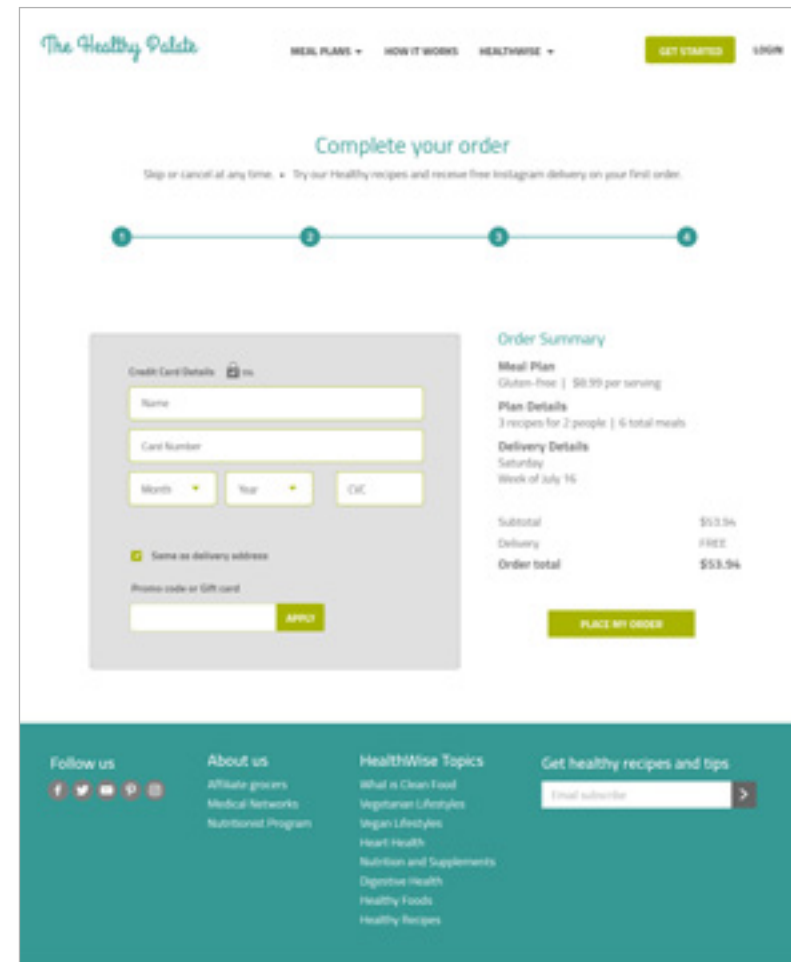 The Healthy Palate
MEAL PLANS HOW IT WORKS HEALTHWISE GET STARTED LOGIN
Complete your order
Skip or cancel at any time. • Try our Healthy recipes and receive free Instagram delivery on your first order.
1 2 3 4
Credit Card Details
Name
Card Number
Month Year CVC
Same as delivery address
Promo code or Gift card
APPLY
Order Summary
Meal Plan
Gluten-free | $8.99 per serving
Plan Details
3 recipes for 2 people | 6 total meals
Delivery Details
Saturday
Week of July 16
Subtotal $53.94
Delivery FREE
Order total $53.94
PLACE MY ORDER
Follow us
About us
Affiliate grocers
Medical Networks
Nutritionist Program
HealthWise Topics
What is Clean Food
Vegetarian Lifestyles
Vegan Lifestyles
Heart Health
Nutrition and Supplements
Digestive Health
Healthy Foods
Healthy Recipes
Get healthy recipes and tips
Email subscribe